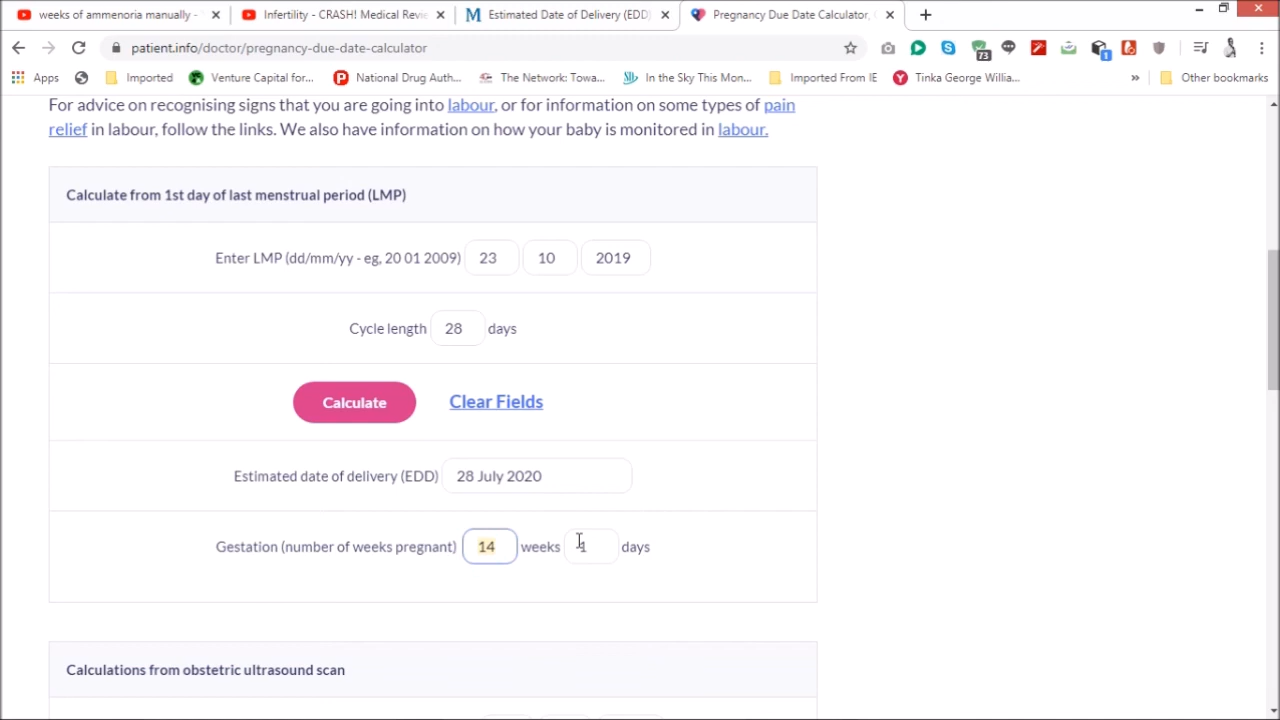 weeks of ammenoria manually -
Infertility - CRASH! Medical Revie
Estimated Date of Delivery (EDD)
Pregnancy Due Date Calculator,
patient.info/doctor/pregnancy-due-date-calculator
73
1
Apps
Imported
Venture Capital for...
National Drug Auth...
The Network: Towa...
In the Sky This Mon...
Imported From IE
Tinka George Willia...
»
Other bookmarks
For advice on recognising signs that you are going into labour, or for information on some types of pain
relief in labour, follow the links. We also have information on how your baby is monitored in labour.
Calculate from 1st day of last menstrual period (LMP)
Enter LMP (dd/mm/yy - eg, 20 01 2009) 23 10 2019
Cycle length 28 days
Calculate Clear Fields
Estimated date of delivery (EDD) 28 July 2020
Gestation (number of weeks pregnant) 14 weeks 1 days
Calculations from obstetric ultrasound scan